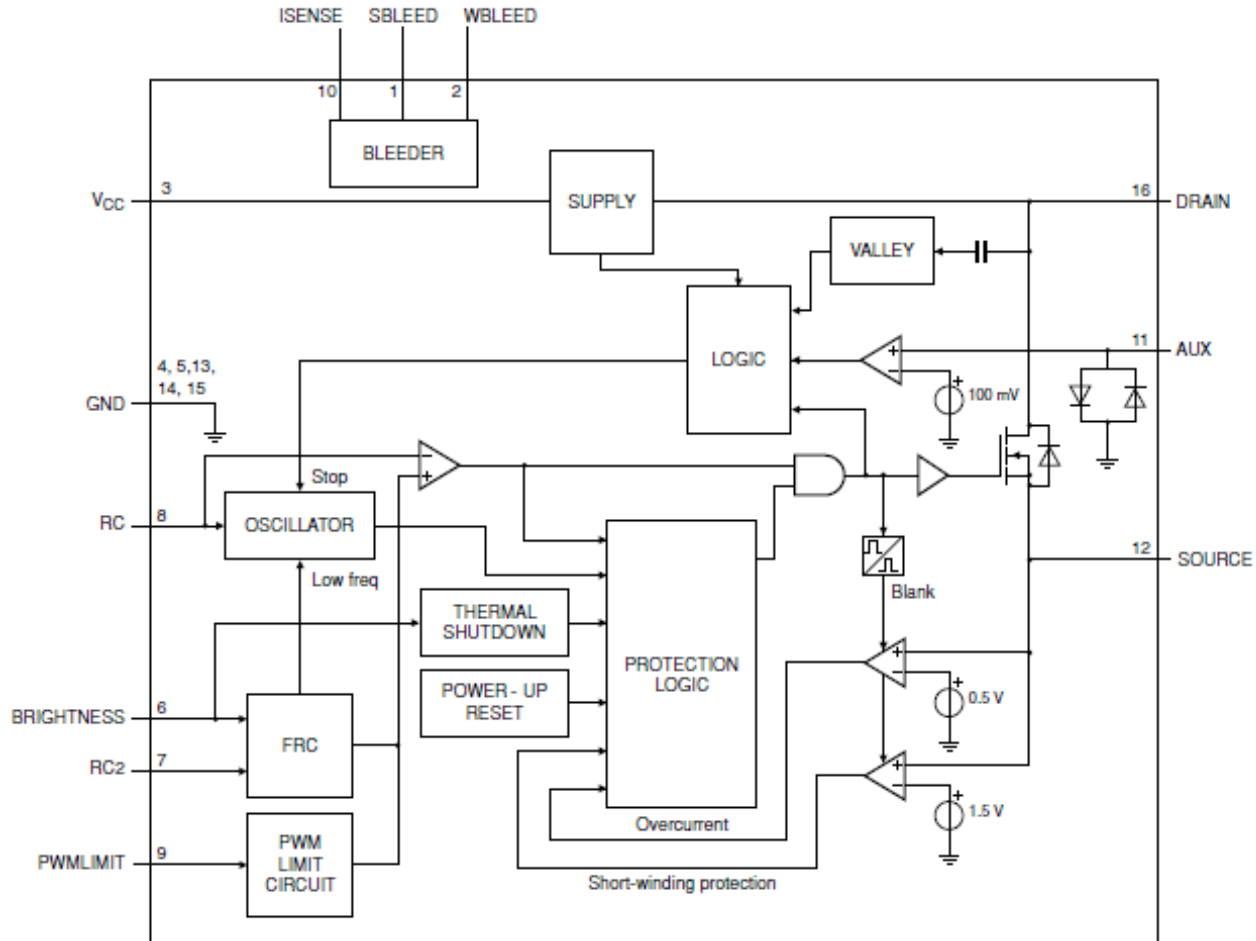 ISENSE SBLEED WBLEED
10 1 2
BLEEDER
VCC 3
SUPPLY
16 DRAIN
VALLEY
4, 5,13,
14, 15
GND
LOGIC
11 AUX
100 mV
Stop
RC 8
OSCILLATOR
Low freq
12 SOURCE
Blank
THERMAL
SHUTDOWN
PROTECTION
LOGIC
POWER - UP
RESET
0.5 V
BRIGHTNESS 6
FRC
RC2 7
1.5 V
Overcurrent
PWMLIMIT 9
PWM
LIMIT
CIRCUIT
Short-winding protection
+
−
+
−
+
+
−
+
+
−
+
+
−